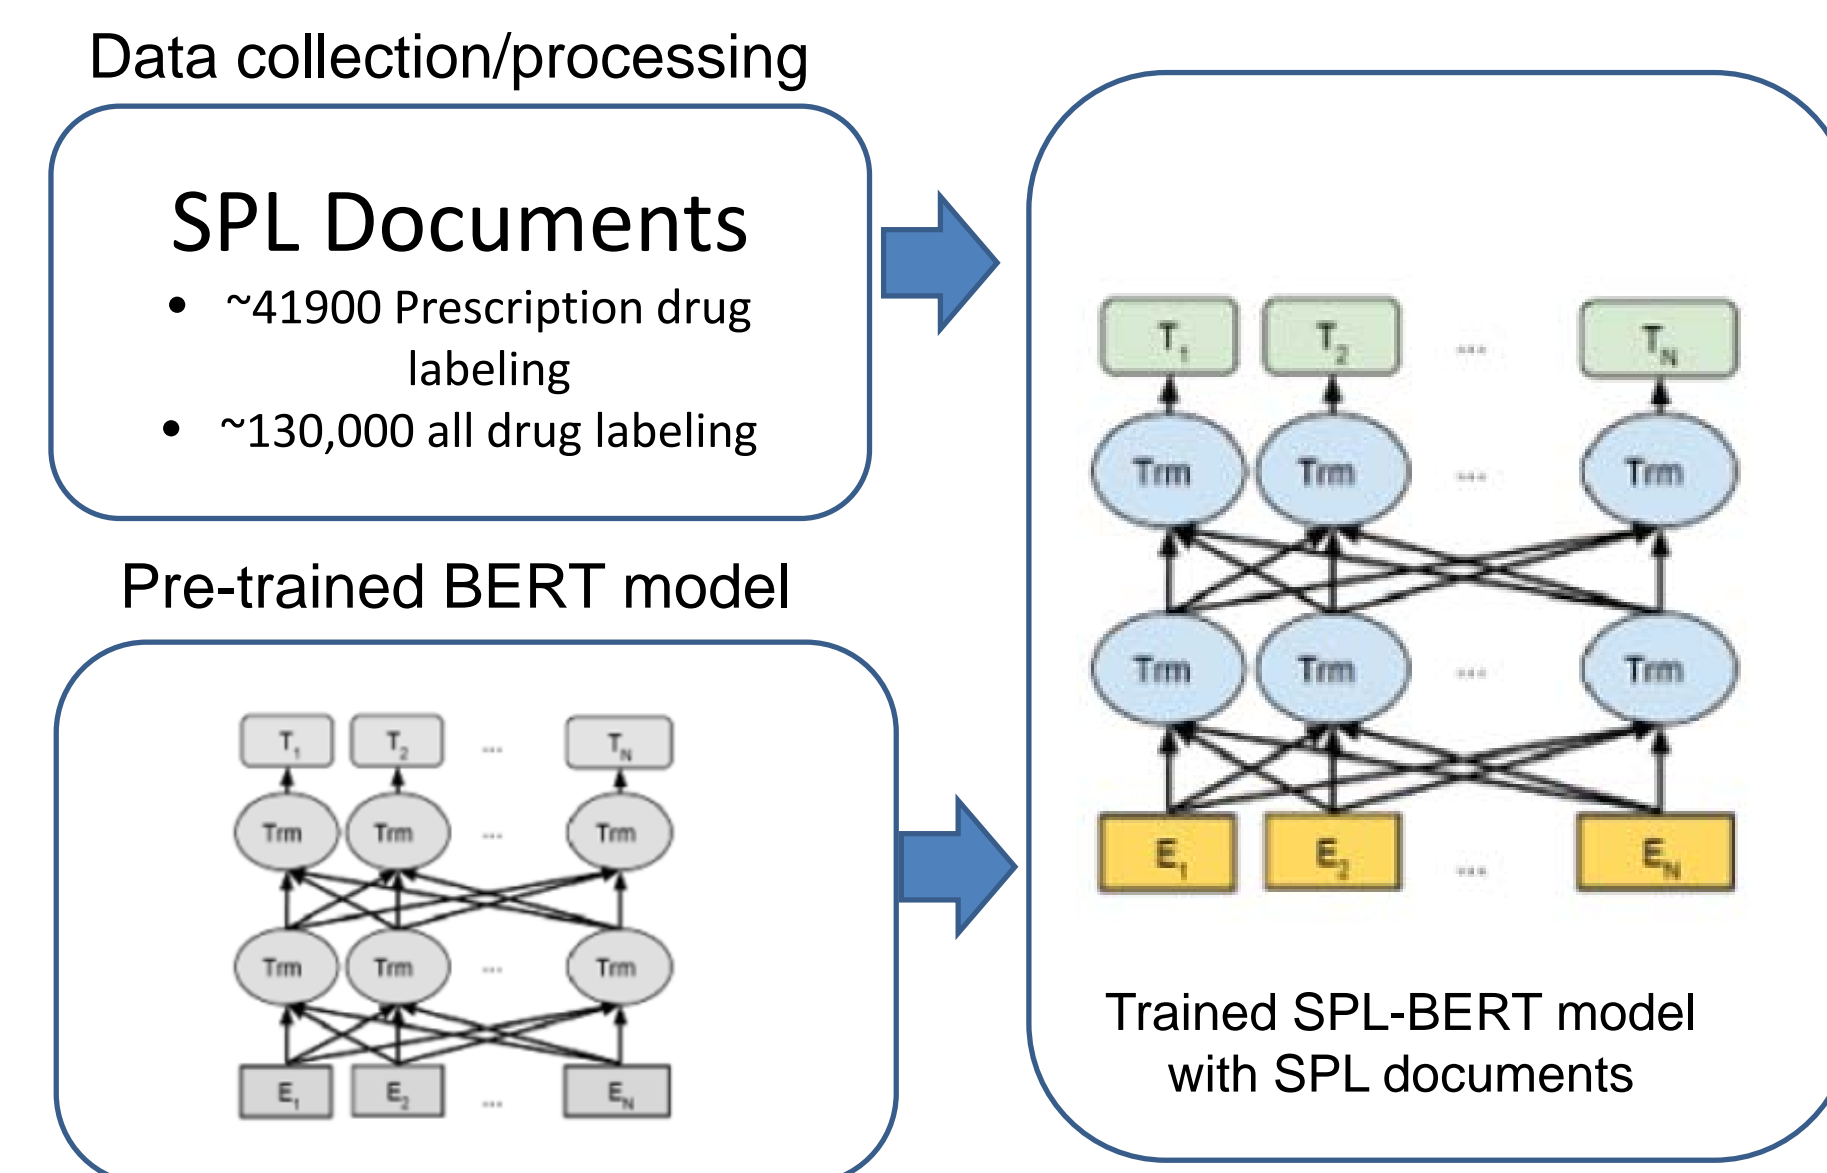 Data collection/processing
SPL Documents
• ~41900 Prescription drug
labeling
• ~130,000 all drug labeling
Pre-trained BERT model
T1 T2 ... TN
Trm Trm ... Trm
Trm Trm ... Trm
E1 E2 ... EN
T1 T2 ... TN
Trm Trm ... Trm
Trm Trm ... Trm
E1 E2 ... EN
Trained SPL-BERT model
with SPL documents